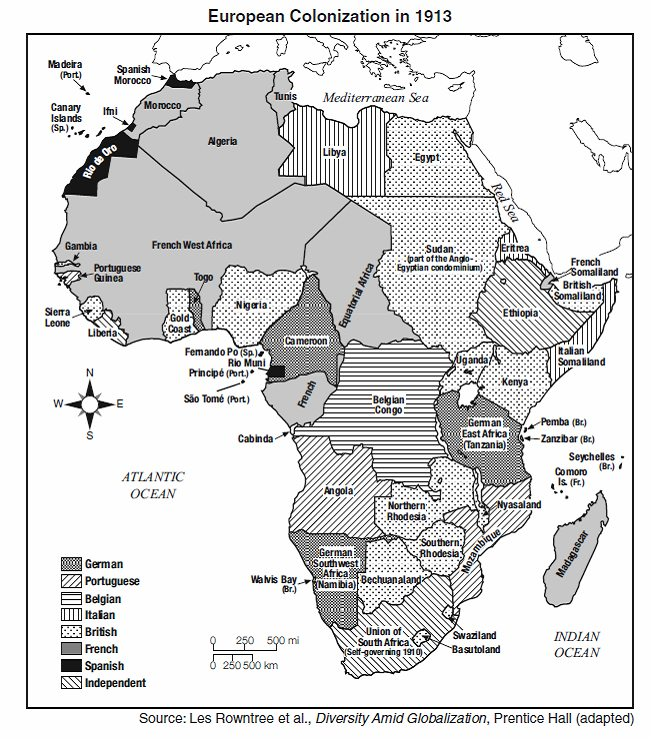 European Colonization in 1913
Madeira
(Port.)
Spanish
Morocco
Canary
Islands
(Sp.)
Ifni
Morocco
Tunis
Mediterranean Sea
Rio de Oro
Algeria
Libya
Egypt
Red Sea
Gambia
French West Africa
Portuguese
Guinea
Togo
Sudan
(part of the Anglo-
Egyptian condominium)
Eritrea
French
Somaliland
British
Somaliland
Sierra
Leone
Liberia
Gold
Coast
Nigeria
Equatorial Africa
French
Ethiopia
Cameroon
Fernando Po (Sp.)
Rio Muni
Principé (Port.)
São Tomé (Port.)
Italian
Somaliland
Uganda
Kenya
N
W
E
S
Belgian
Congo
Cabinda
German
East Africa
(Tanzania)
Pemba (Br.)
Zanzibar (Br.)
Seychelles
(Br.)
Comoro
Is. (Fr.)
ATLANTIC
OCEAN
Angola
Northern
Rhodesia
Nyasaland
Southern
Rhodesia
Mozambique
Madagascar
German
Southwest
Africa
(Namibia)
Walvis Bay
(Br.)
Bechuanaland
Swaziland
Basutoland
Union of
South Africa
(Self-governing 1910)
INDIAN
OCEAN
German
Portuguese
Belgian
Italian
British
French
Spanish
Independent
0 250 500 mi
0 250 500 km
Source: Les Rowntree et al., Diversity Amid Globalization, Prentice Hall (adapted)